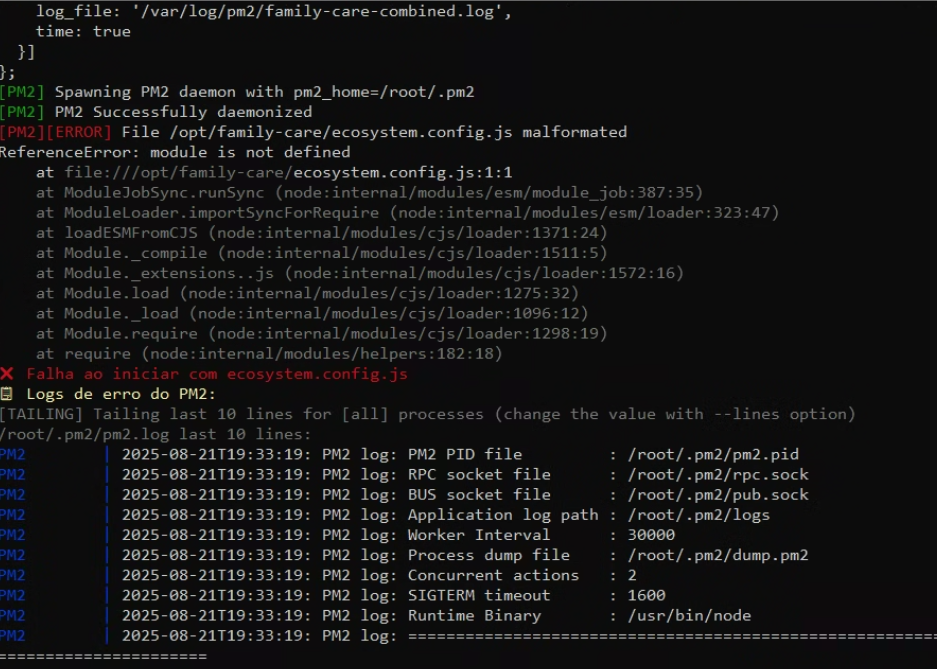 log_file: '/var/log/pm2/family-care-combined.log',
time: true
}]
};
[PM2] Spawning PM2 daemon with pm2_home=/root/.pm2
[PM2] PM2 Successfully daemonized
[PM2][ERROR] File /opt/family-care/ecosystem.config.js malformated
ReferenceError: module is not defined
at file:///opt/family-care/ecosystem.config.js:1:1
at ModuleJobSync.runSync (node:internal/modules/esm/module_job:387:35)
at ModuleLoader.importSyncForRequire (node:internal/modules/esm/loader:323:47)
at loadESMFromCJS (node:internal/modules/cjs/loader:1371:24)
at Module._compile (node:internal/modules/cjs/loader:1511:5)
at Module._extensions..js (node:internal/modules/cjs/loader:1572:16)
at Module.load (node:internal/modules/cjs/loader:1275:32)
at Module._load (node:internal/modules/cjs/loader:1096:12)
at Module.require (node:internal/modules/cjs/loader:1298:19)
at require (node:internal/modules/helpers:182:18)
❌ Falha ao iniciar com ecosystem.config.js
📋 Logs de erro do PM2:
[TAILING] Tailing last 10 lines for [all] processes (change the value with --lines option)
/root/.pm2/pm2.log last 10 lines:
PM2 | 2025-08-21T19:33:19: PM2 log: PM2 PID file : /root/.pm2/pm2.pid
PM2 | 2025-08-21T19:33:19: PM2 log: RPC socket file : /root/.pm2/rpc.sock
PM2 | 2025-08-21T19:33:19: PM2 log: BUS socket file : /root/.pm2/pub.sock
PM2 | 2025-08-21T19:33:19: PM2 log: Application log path : /root/.pm2/logs
PM2 | 2025-08-21T19:33:19: PM2 log: Worker Interval : 30000
PM2 | 2025-08-21T19:33:19: PM2 log: Process dump file : /root/.pm2/dump.pm2
PM2 | 2025-08-21T19:33:19: PM2 log: Concurrent actions : 2
PM2 | 2025-08-21T19:33:19: PM2 log: SIGTERM timeout : 1600
PM2 | 2025-08-21T19:33:19: PM2 log: Runtime Binary : /usr/bin/node
PM2 | 2025-08-21T19:33:19: PM2 log: ========================================================
======================